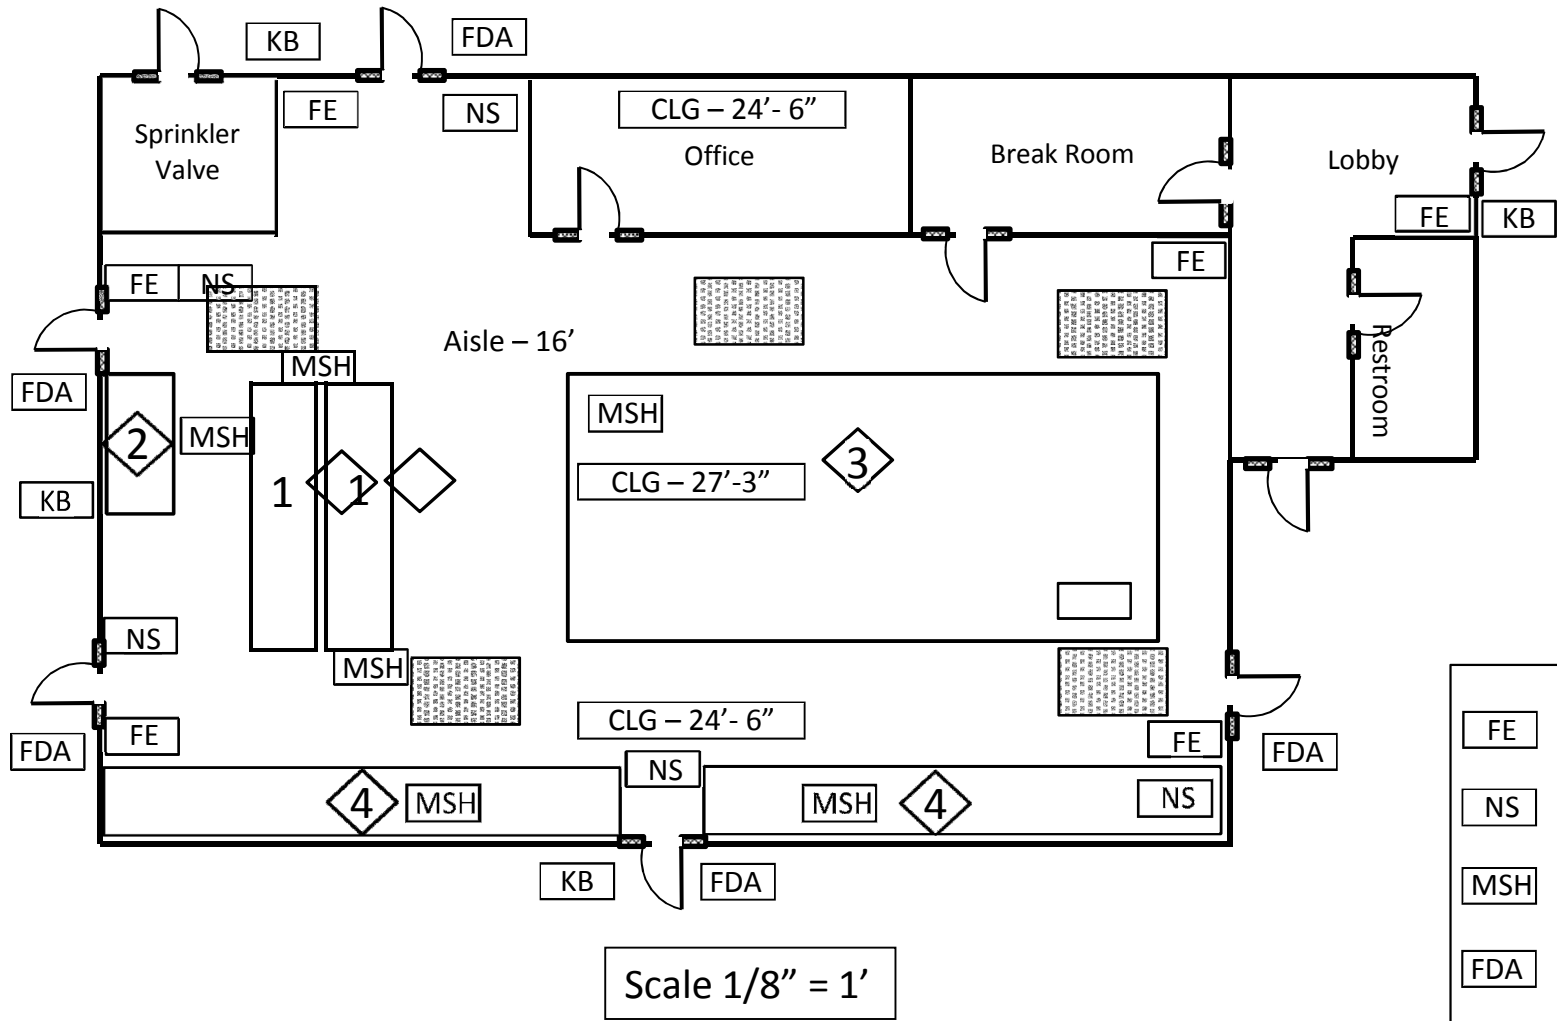 KB
FDA
FE
NS
CLG – 24’- 6”
Sprinkler
Valve
Office
Break Room
Lobby
FE
KB
FE
NS
FE
Aisle – 16’
MSH
Restroom
FDA
2
MSH
MSH
3
1
1
CLG – 27’-3”
KB
NS
MSH
FE
FDA
CLG – 24’- 6”
FE
FDA
NS
4
MSH
MSH
4
NS
KB
FDA
Scale 1/8” = 1’
FE
NS
MSH
FDA